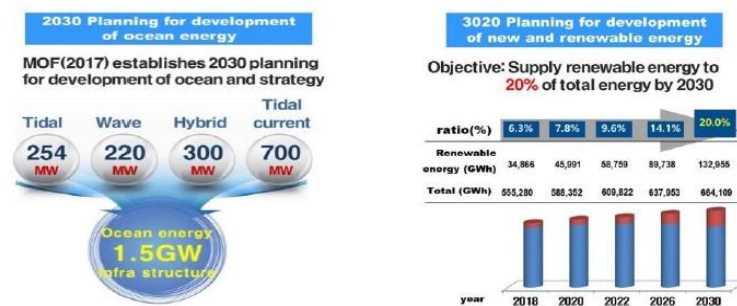 2030 Planning for development
of ocean energy
MOF(2017) establishes 2030 planning
for development of ocean and strategy
Tidal
Wave
Hybrid
Tidal
current
254
MW
220
MW
300
MW
700
MW
Ocean energy
1.5GW
Infra structure
3020 Planning for development
of new and renewable energy
Objective: Supply renewable energy to
20% of total energy by 2030
ratio(%) 6.3% 7.8% 9.6% 14.1% 20.0%
Renewable
energy (GWh) 34,866 45,991 58,759 89,738 132,955
Total (GWh) 555,280 588,352 609,822 637,953 664,109
year 2018 2020 2022 2026 2030